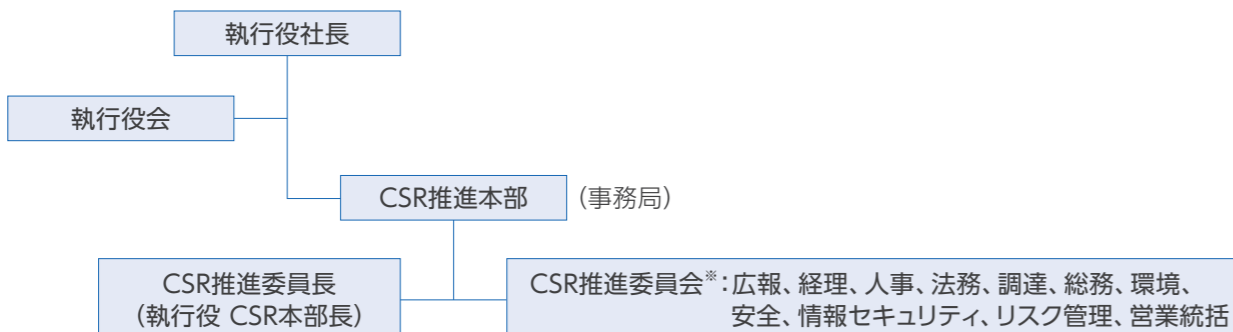 執行役社長
執行役会
CSR推進本部 (事務局)
CSR推進委員長
(執行役 CSR本部長)
CSR推進委員会※:広報、経理、人事、法務、調達、総務、環境、
安全、情報セキュリティ、リスク管理、営業統括